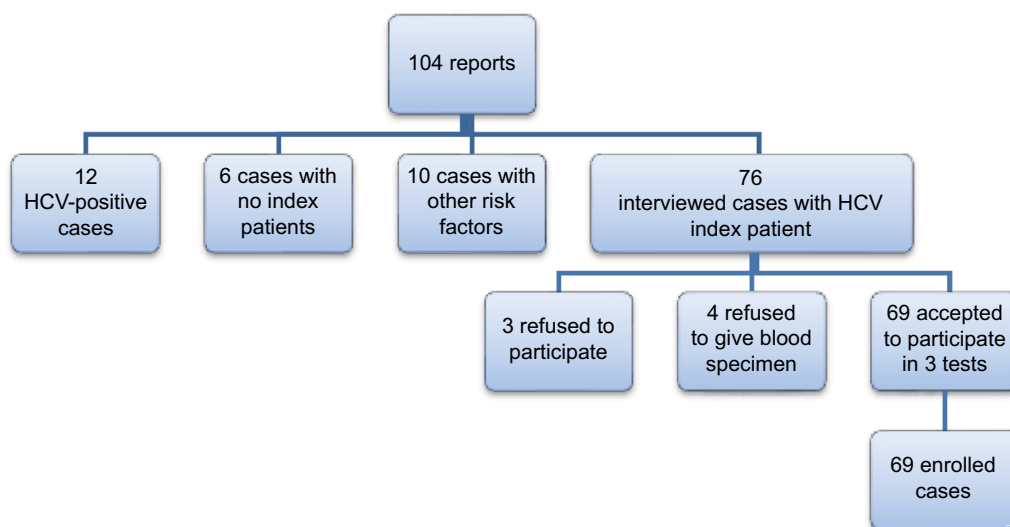 104 reports
12
HCV-positive
cases
6 cases with
no index
patients
10 cases with
other risk
factors
76
interviewed cases with HCV
index patient
3 refused to
participate
4 refused
to give blood
specimen
69 accepted
to participate
in 3 tests
69 enrolled
cases